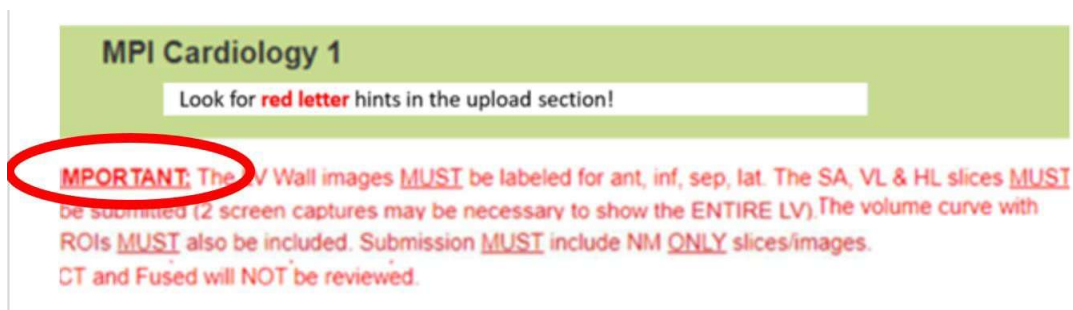 MPI Cardiology 1
Look for red letter hints in the upload section!
MPORTANT: The V Wall images MUST be labeled for ant, inf, sep, lat. The SA, VL & HL slices MUST
be submitted (2 screen captures may be necessary to show the ENTIRE LV).The volume curve with
ROIs MUST also be included. Submission MUST include NM ONLY slices/images.
CT and Fused will NOT be reviewed.